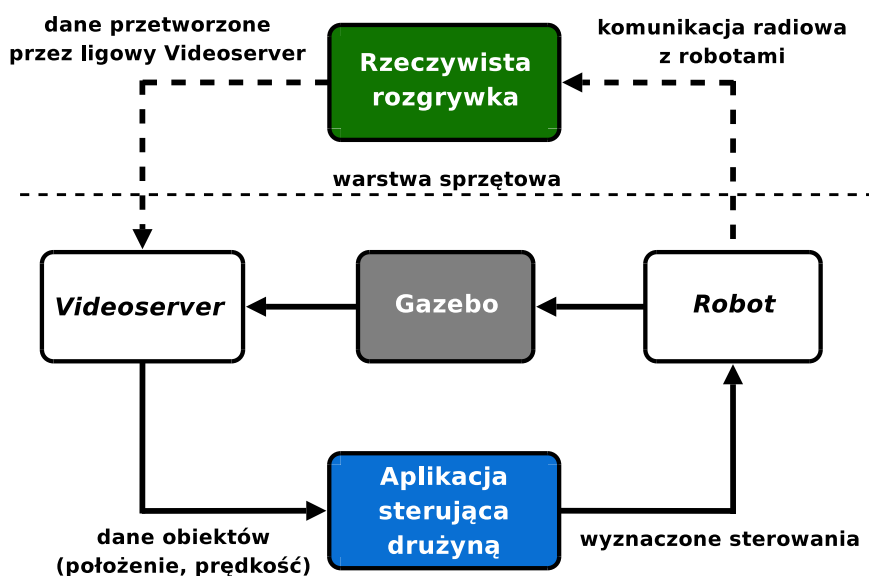 dane przetworzone
przez ligowy Videoserver
Rzeczywista
rozgrywka
komunikacja radiowa
z robotami
warstwa sprzętowa
Videoserver
Gazebo
Robot
dane obiektów
(położenie, prędkość)
Aplikacja
sterująca
drużyną
wyznaczone sterowania